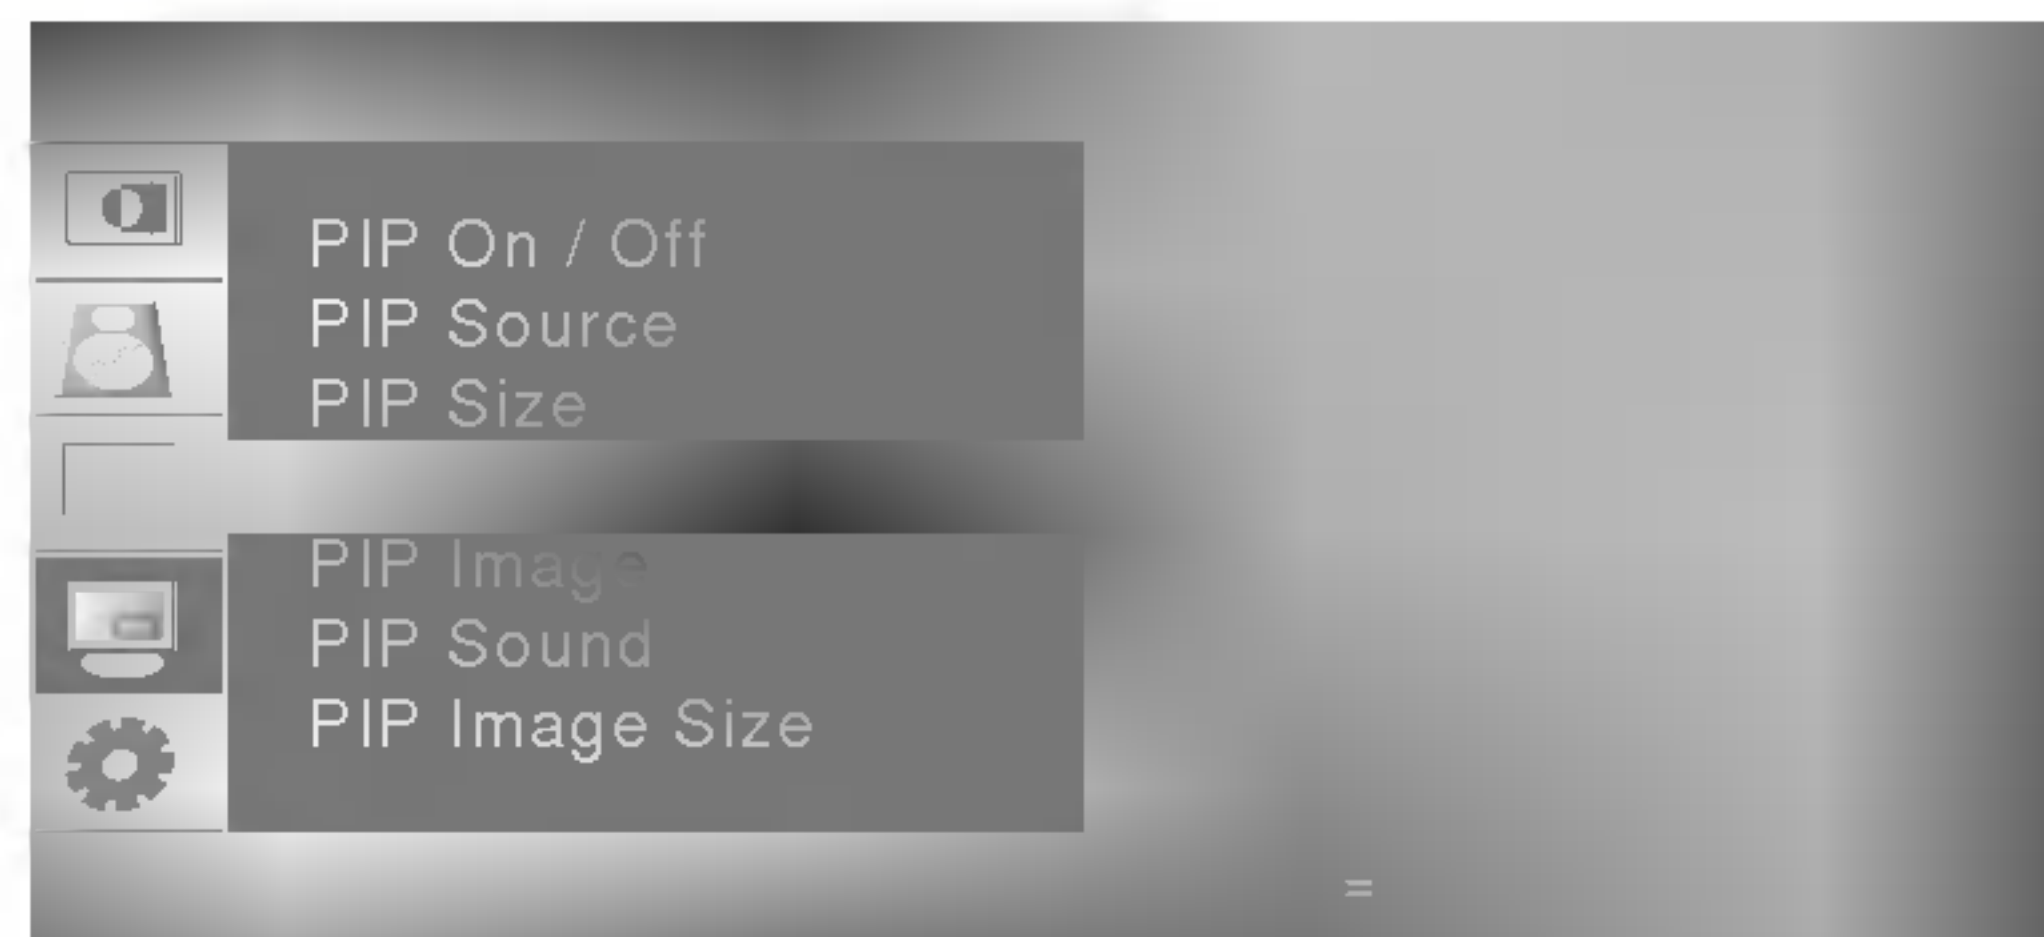 PIP On / Off
PIP Source
PIP Size
PIP Image
PIP Sound
PIP Image Size
=